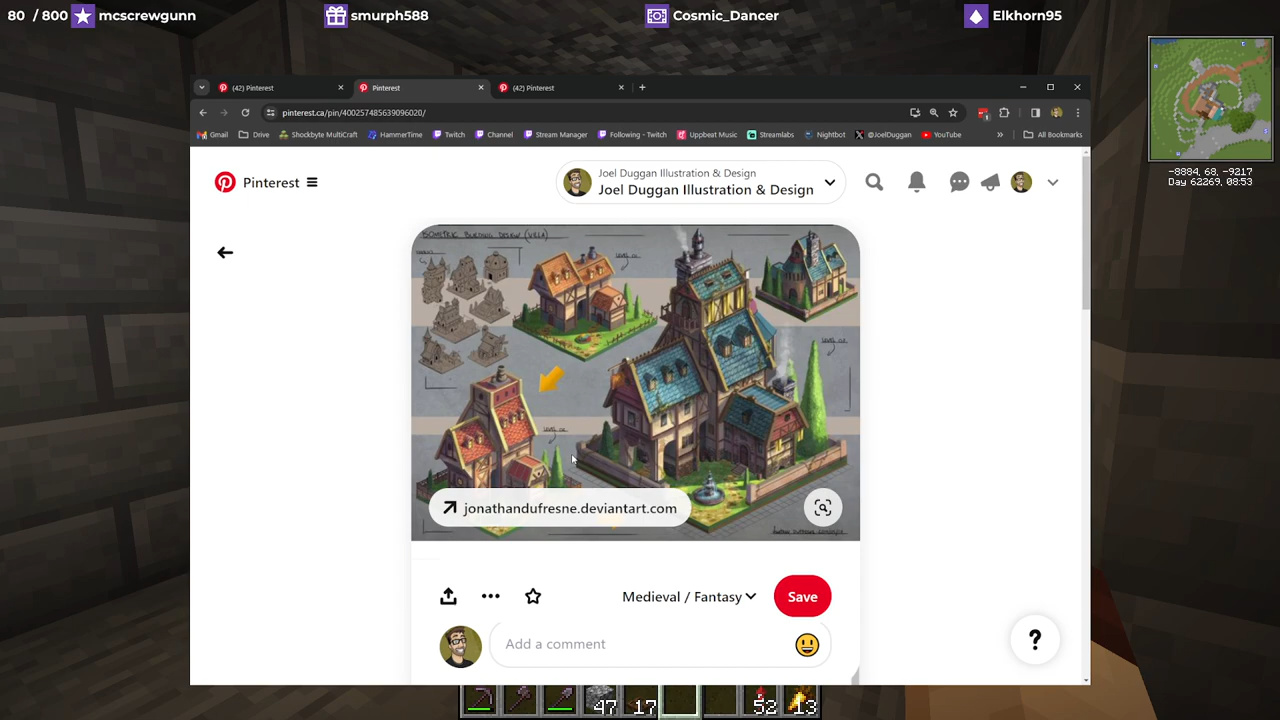 80 / 800 mcscrewgunn
smurph588
Cosmic_Dancer
Elkhorn95
(42) Pinterest
Pinterest
(42) Pinterest
pinterest.ca/pin/400257485639096020/
Gmail
Drive
Shockbyte MultiCraft
HammerTime
Twitch
Channel
Stream Manager
Following - Twitch
Uppbeat Music
Streamlabs
Nightbot
@JoelDuggan
YouTube
»
All Bookmarks
Pinterest
Joel Duggan Illustration & Design
Joel Duggan Illustration & Design
-8884, 68, -9217
Day 62269, 08:53
jonathandufresne.deviantart.com
Medieval / Fantasy
Save
Add a comment
?
47 17 52 13